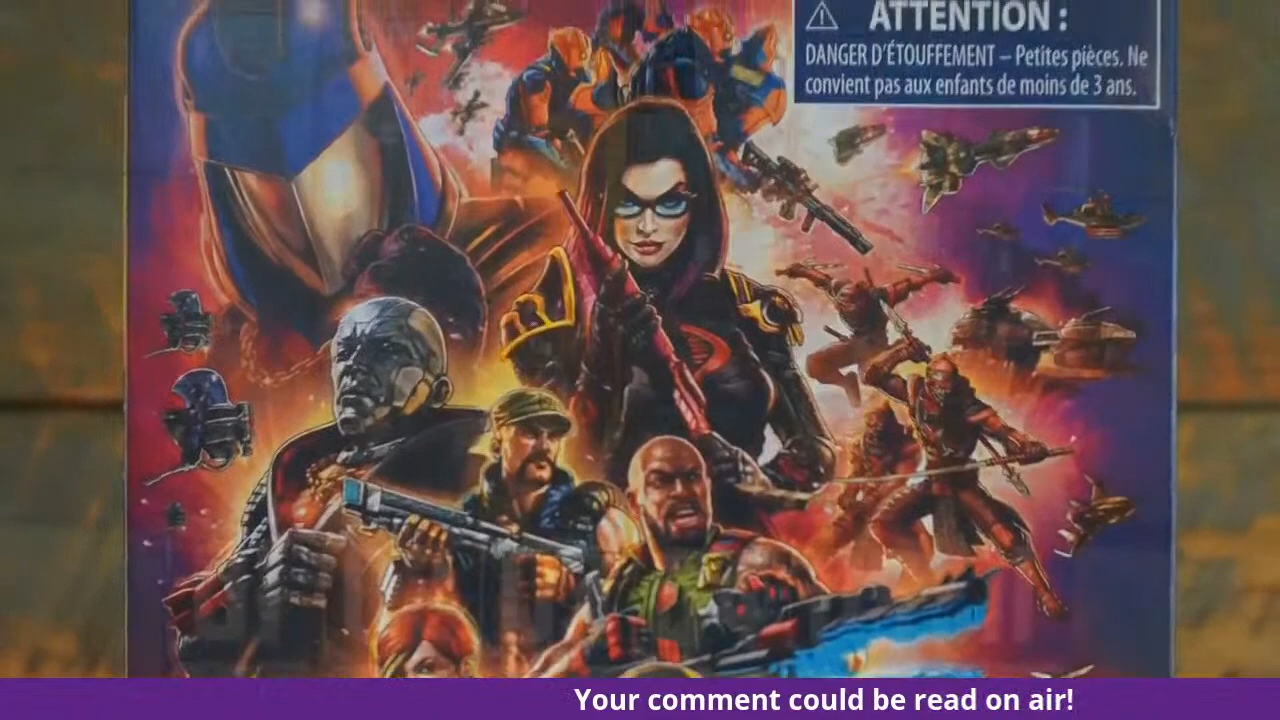 ATTENTION :
DANGER D'ÉTOUFFEMENT – Petites pièces. Ne
convient pas aux enfants de moins de 3 ans.
Your comment could be read on air!